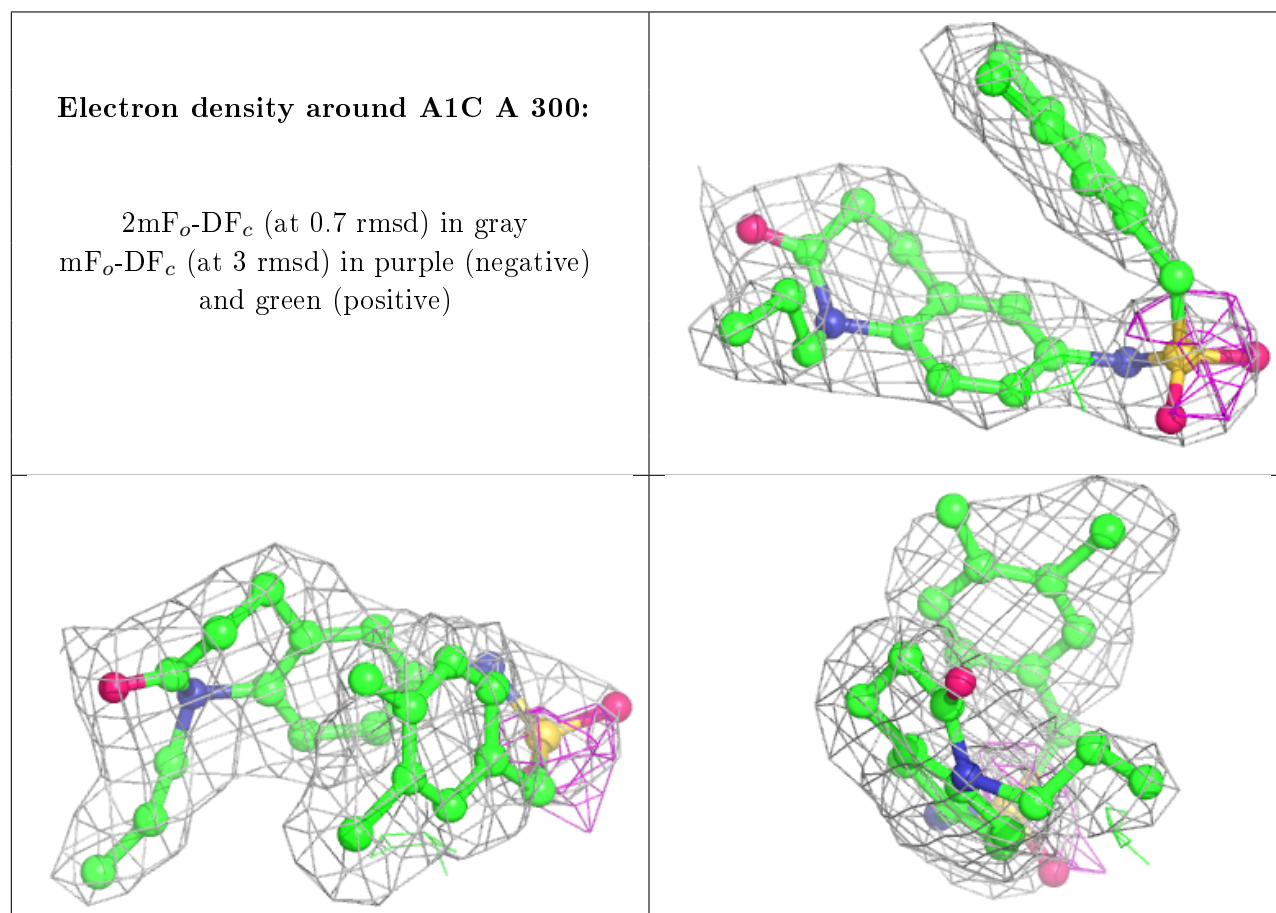 Electron density around A1C A 300:
2mFo-DFc (at 0.7 rmsd) in gray
mFo-DFc (at 3 rmsd) in purple (negative)
and green (positive)